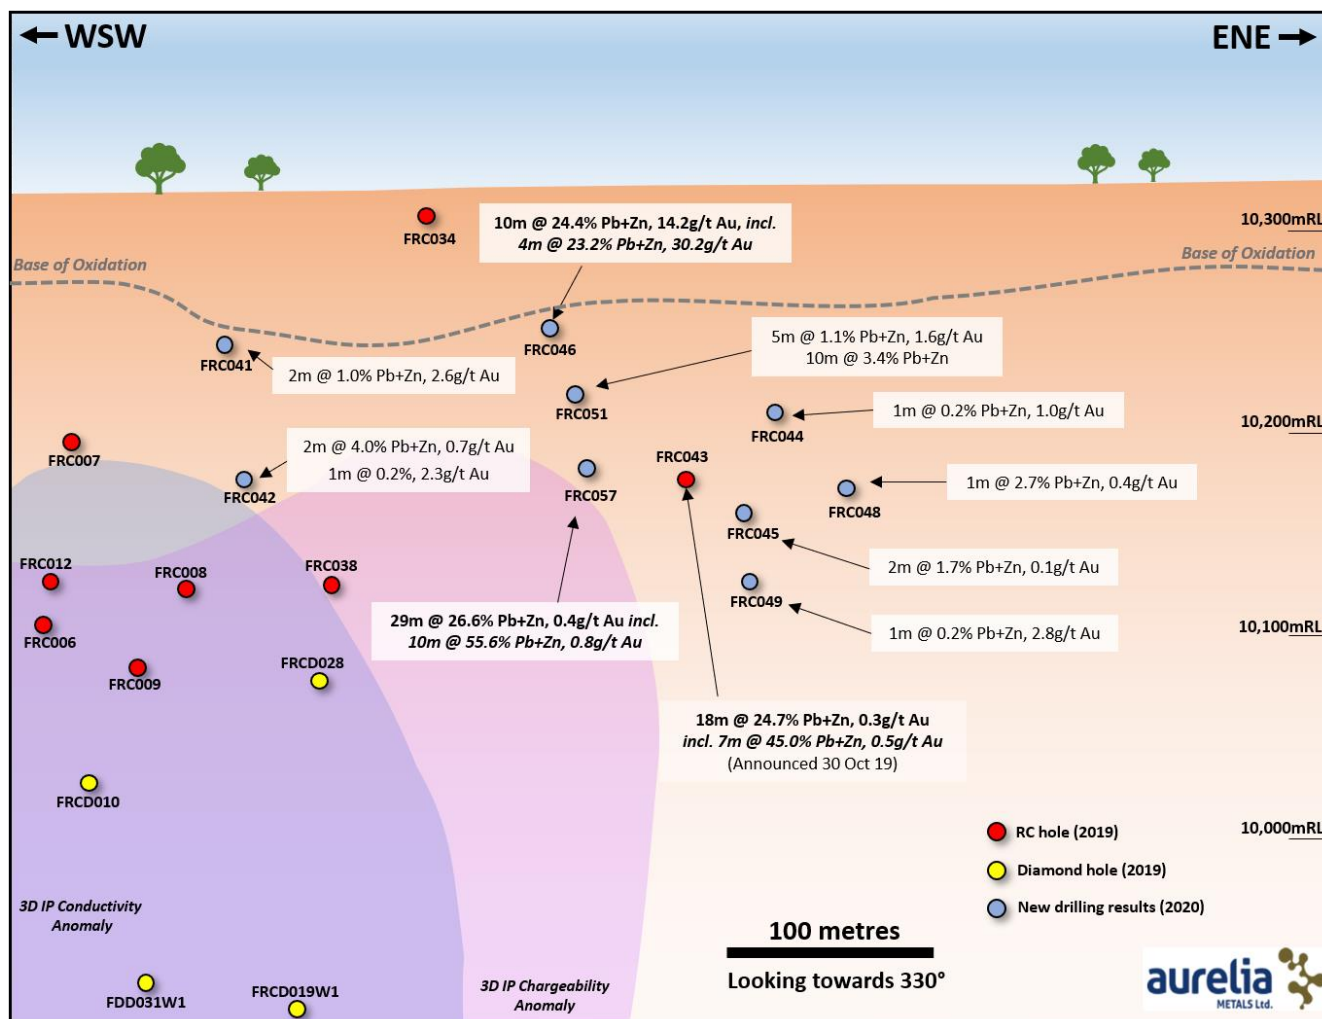 WSW
ENE
10,300mRL
FRC034
10m @ 24.4% Pb+Zn, 14.2g/t Au, incl.
4m @ 23.2% Pb+Zn, 30.2g/t Au
Base of Oxidation
Base of Oxidation
FRC046
FRC041
2m @ 1.0% Pb+Zn, 2.6g/t Au
5m @ 1.1% Pb+Zn, 1.6g/t Au
10m @ 3.4% Pb+Zn
FRC051
FRC044
1m @ 0.2% Pb+Zn, 1.0g/t Au
10,200mRL
FRC007
2m @ 4.0% Pb+Zn, 0.7g/t Au
1m @ 0.2%, 2.3g/t Au
FRC042
FRC057
FRC043
FRC048
1m @ 2.7% Pb+Zn, 0.4g/t Au
FRC045
2m @ 1.7% Pb+Zn, 0.1g/t Au
FRC012
FRC008
FRC038
FRC049
1m @ 0.2% Pb+Zn, 2.8g/t Au
10,100mRL
FRC006
29m @ 26.6% Pb+Zn, 0.4g/t Au incl.
10m @ 55.6% Pb+Zn, 0.8g/t Au
FRC009
FRCD028
18m @ 24.7% Pb+Zn, 0.3g/t Au
incl. 7m @ 45.0% Pb+Zn, 0.5g/t Au
(Announced 30 Oct 19)
FRCD010
10,000mRL
RC hole (2019)
Diamond hole (2019)
New drilling results (2020)
3D IP Conductivity
Anomaly
100 metres
Looking towards 330°
FDD031W1
FRCD019W1
3D IP Chargeability
Anomaly
aurelia
METALS Ltd.